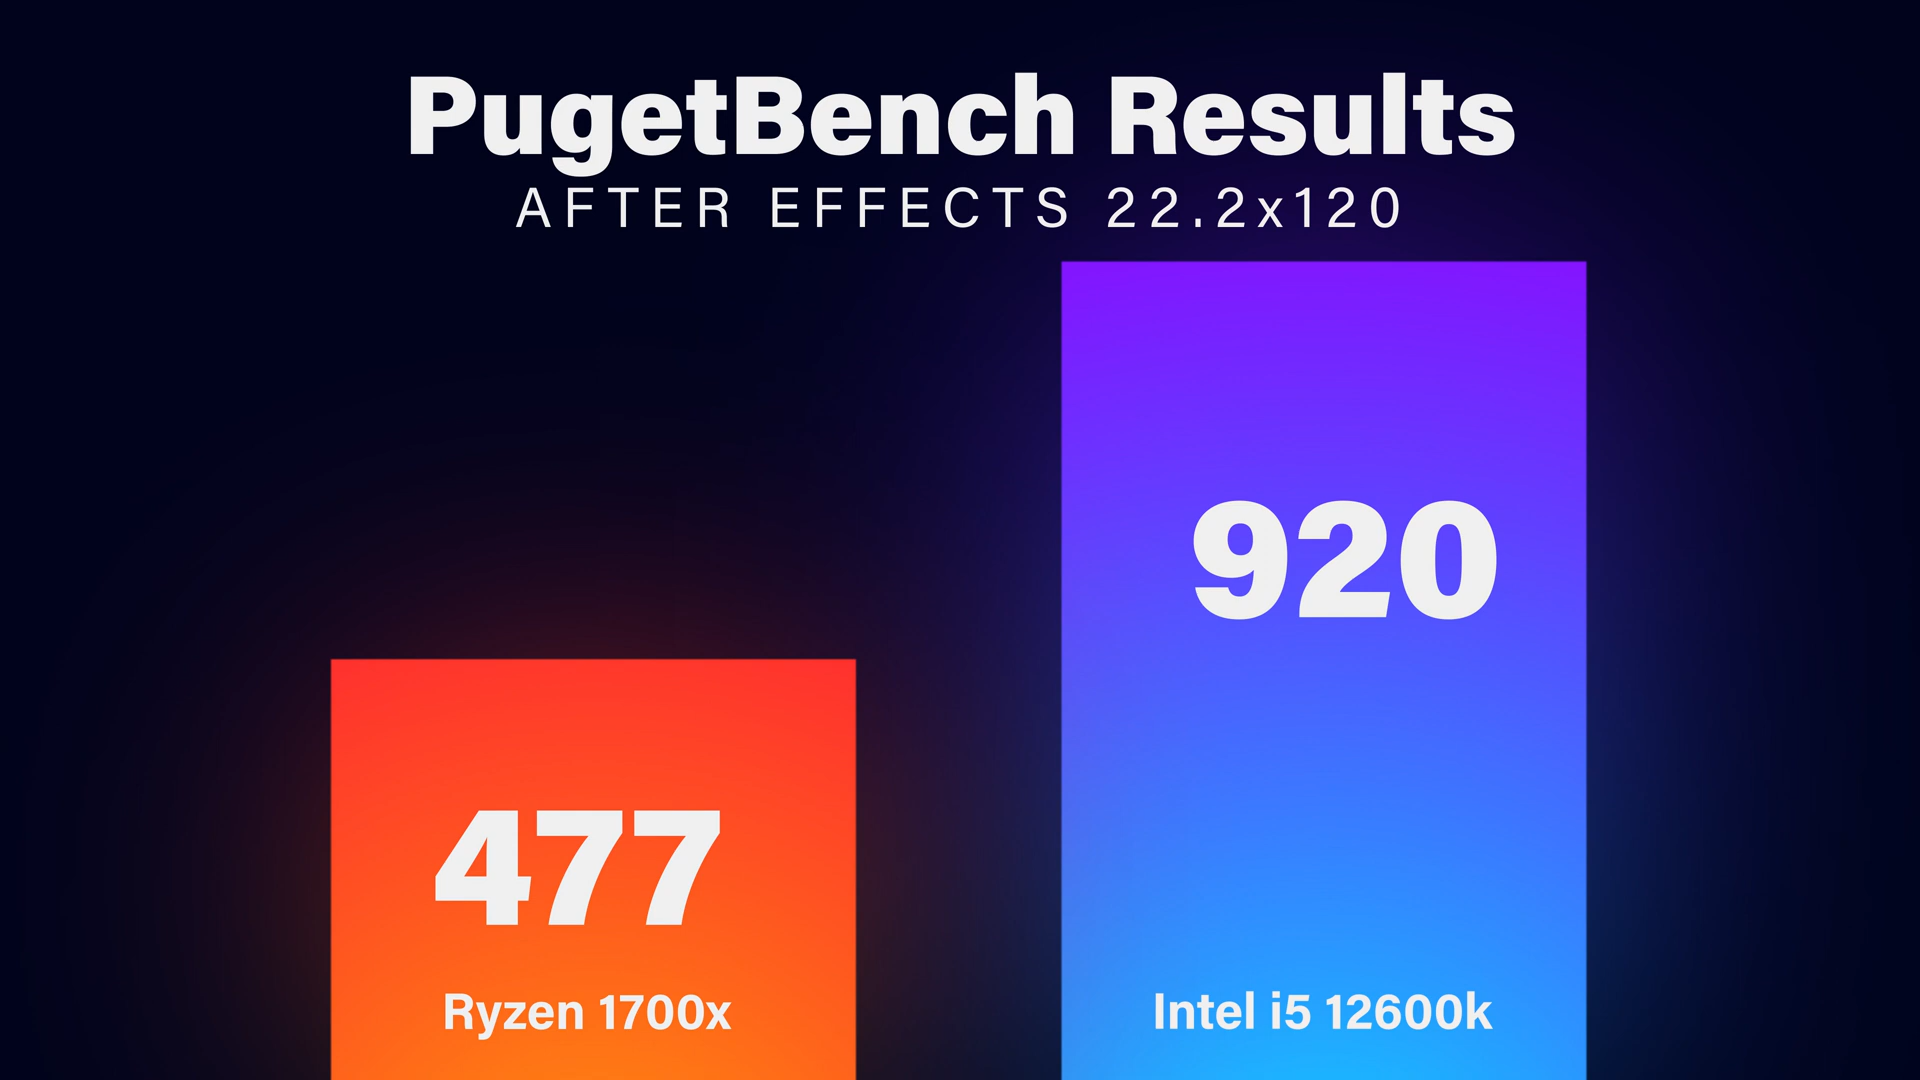 PugetBench Results
AFTER EFFECTS 22.2x120
920
477
Ryzen 1700x
Intel i5 12600k